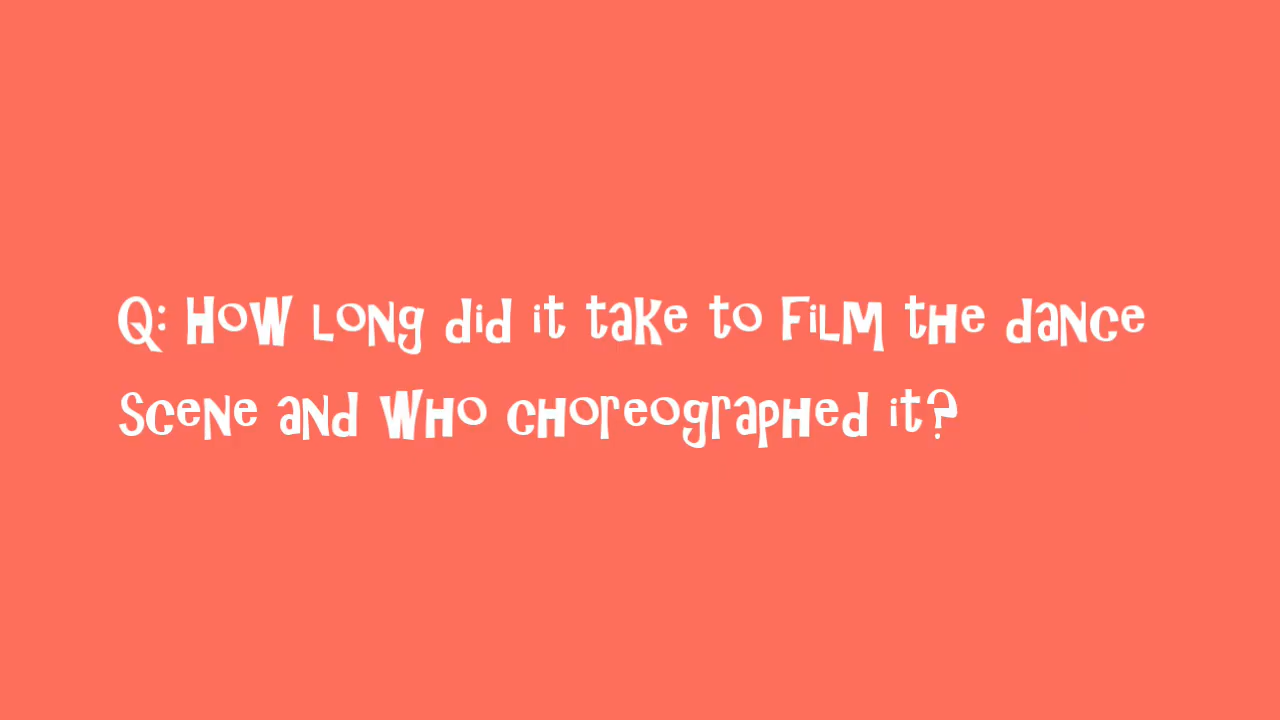 Q: How long did it take to film the dance
scene and who choreographed it?